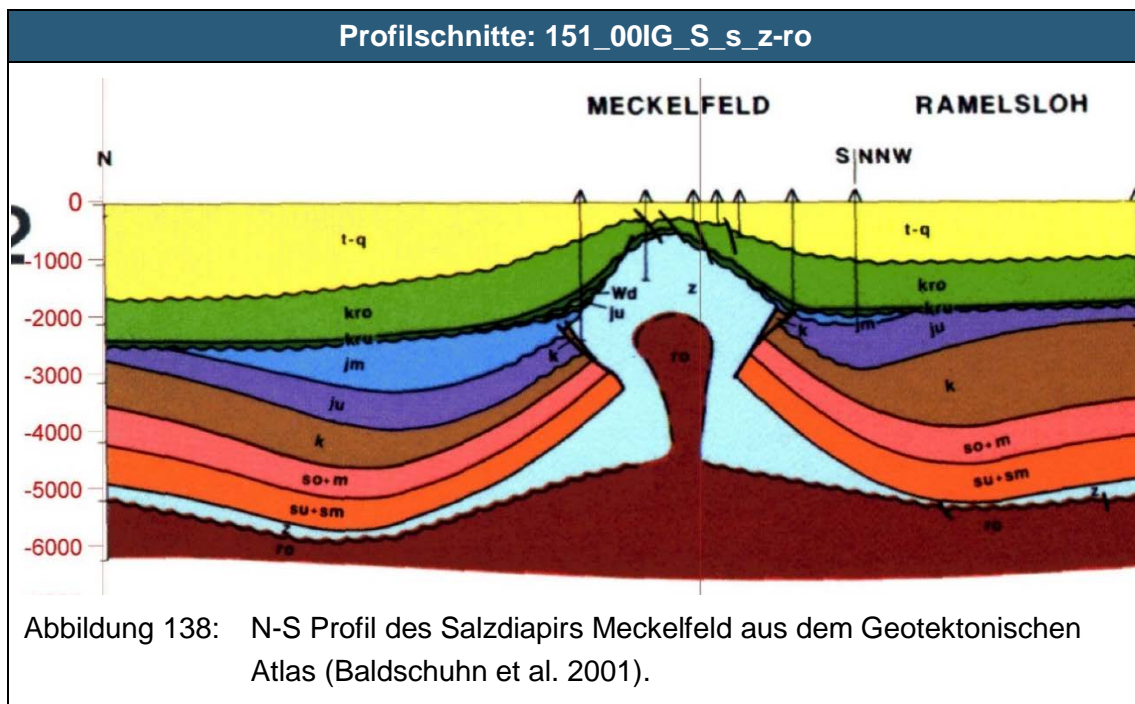 Profilschnitte: 151_00IG_S_s_z-ro
MECKELFELD RAMELSLOH
N S NNW
0
-1000
-2000
-3000
-4000
-5000
-6000
2
t-q
kro
kru
jm
ju
k
so+m
su+sm
z
ro
Wd
ju
k
z
ro
k
t-q
kro
kru
jm
ju
k
so+m
su+sm
z
ro
Abbildung 138: N-S Profil des Salzdiapirs Meckelfeld aus dem Geotektonischen
Atlas (Baldschuhn et al. 2001).